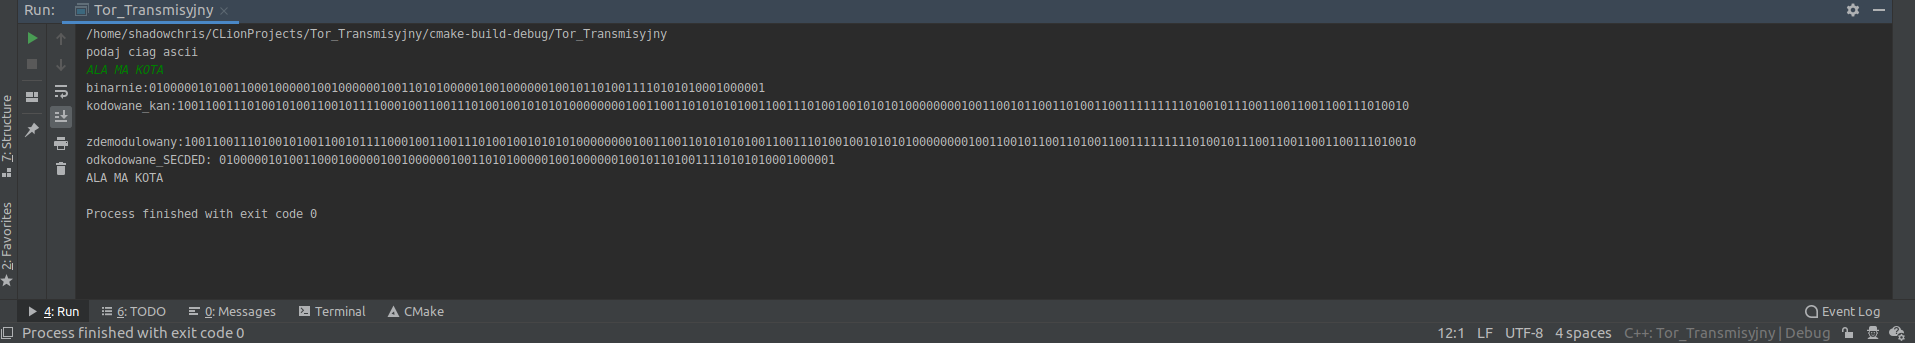 Run: Tor_Transmisyjny
/home/shadowchris/CLionProjects/Tor_Transmisyjny/cmake-build-debug/Tor_Transmisyjny
podaj ciag ascii
ALA MA KOTA
binarnie:0100000101001100010000010010000001001101010000010010000001001011010011110101010001000001
kodowane_kan:10011001110100101001100101111000100110011101001001010101000000001001100110101010100110011101001001010101000000001001100101100110100110011111111101001011100110011001100111010010
zdemodulowany:10011001110100101001100101111000100110011101001001010101000000001001100110101010100110011101001001010101000000001001100101100110100110011111111101001011100110011001100111010010
odkodowane_SECDED: 0100000101001100010000010010000001001101010000010010000001001011010011110101010001000001
ALA MA KOTA
Process finished with exit code 0
7: Structure
2: Favorites
4: Run 6: TODO 0: Messages Terminal CMake Event Log
Process finished with exit code 0 12:1 LF UTF-8 4 spaces C++: Tor_Transmisyjny | Debug